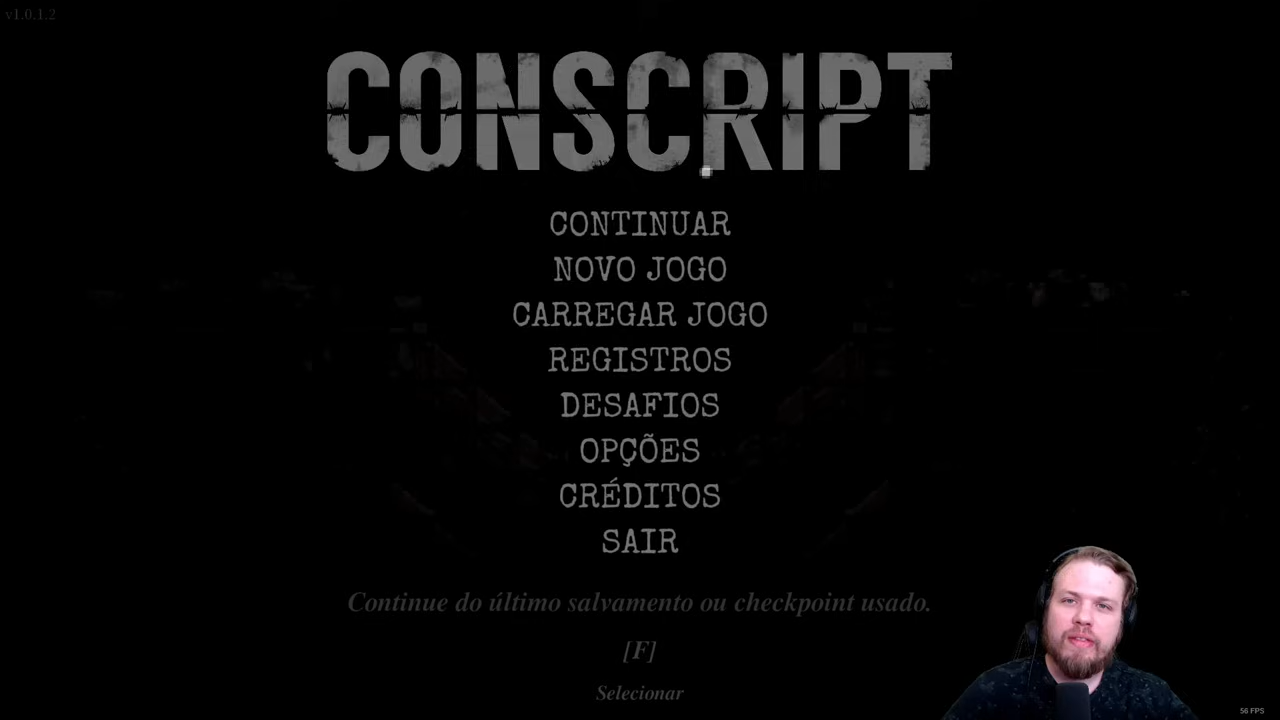 v1.0.1.2
CONSCRIPT
CONTINUAR
NOVO JOGO
CARREGAR JOGO
REGISTROS
DESAFIOS
OPÇÕES
CRÉDITOS
SAIR
Continue do último salvamento ou checkpoint usado.
[F]
Selecionar
56 FPS